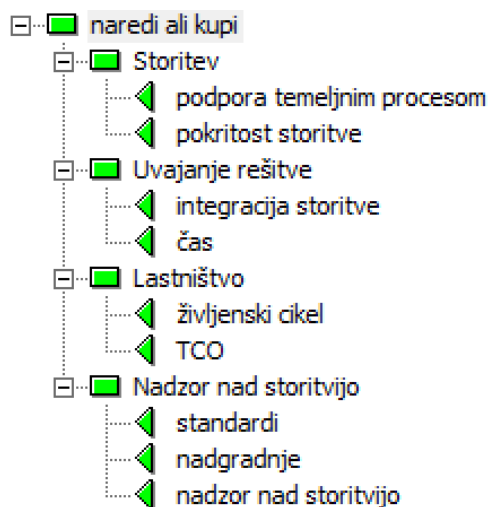 naredi ali kupi
Storitev
podpora temeljnim procesom
pokritost storitve
Uvajanje rešitve
integracija storitve
čas
Lastništvo
življenski cikel
TCO
Nadzor nad storitvijo
standardi
nadgradnje
nadzor nad storitvijo